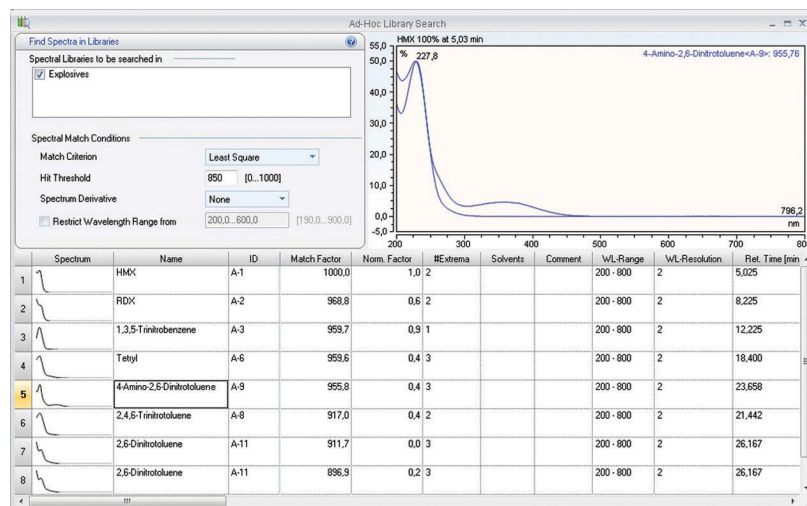 Ad-Hoc Library Search
Find Spectra in Libraries
Spectral Libraries to be searched in
Explosives
Spectral Match Conditions
Match Criterion Least Square
Hit Threshold 850 [0...1000]
Spectrum Derivative None
Restrict Wavelength Range from 200,0...600,0 [190,0...900,0]
HMX 100% at 5,03 min
55,0
% 227,8 4-Amino-2,6-Dinitrotoluene<A-9>: 955,76
50,0
40,0
30,0
20,0
10,0
796,2
0,0
nm
-5,0
200 300 400 500 600 700 80
Spectrum Name ID Match Factor Norm. Factor #Extrema Solvents Comment WL-Range WL-Resolution Ret. Time [min
1 HMX A-1 1000,0 1,0 2 200 - 800 2 5,025
2 RDX A-2 968,8 0,6 2 200 - 800 2 8,225
3 1,3,5-Trinitrobenzene A-3 959,7 0,9 1 200 - 800 2 12,225
4 Tetryl A-6 959,6 0,4 3 200 - 800 2 18,400
5 4-Amino-2,6-Dinitrotoluene A-9 955,8 0,4 3 200 - 800 2 23,658
6 2,4,6-Trinitrotoluene A-8 917,0 0,4 2 200 - 800 2 21,442
7 2,6-Dinitrotoluene A-11 911,7 0,0 3 200 - 800 2 26,167
8 2,6-Dinitrotoluene A-11 896,9 0,2 3 200 - 800 2 26,167